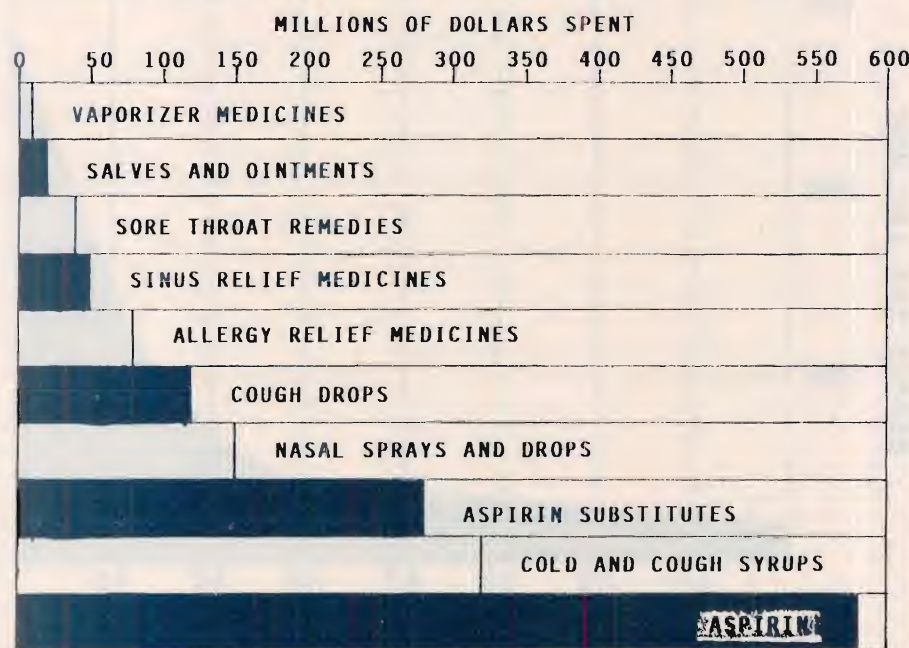 MILLIONS OF DOLLARS SPENT
0 50 100 150 200 250 300 350 400 450 500 550 600
VAPORIZER MEDICINES
SALVES AND OINTMENTS
SORE THROAT REMEDIES
SINUS RELIEF MEDICINES
ALLERGY RELIEF MEDICINES
COUGH DROPS
NASAL SPRAYS AND DROPS
ASPIRIN SUBSTITUTES
COLD AND COUGH SYRUPS
ASPIRIN